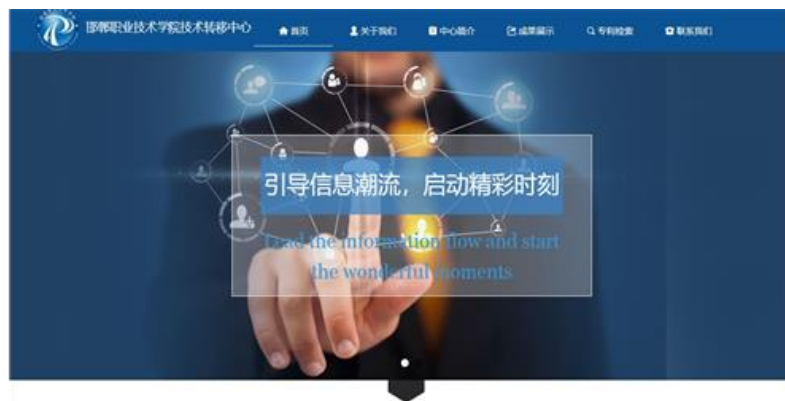 邯郸职业技术学院技术转移中心
首页
关于我们
中心简介
成果展示
专利检索
联系我们
引导信息潮流，启动精彩时刻
Lead the information flow and start
the wonderful moments